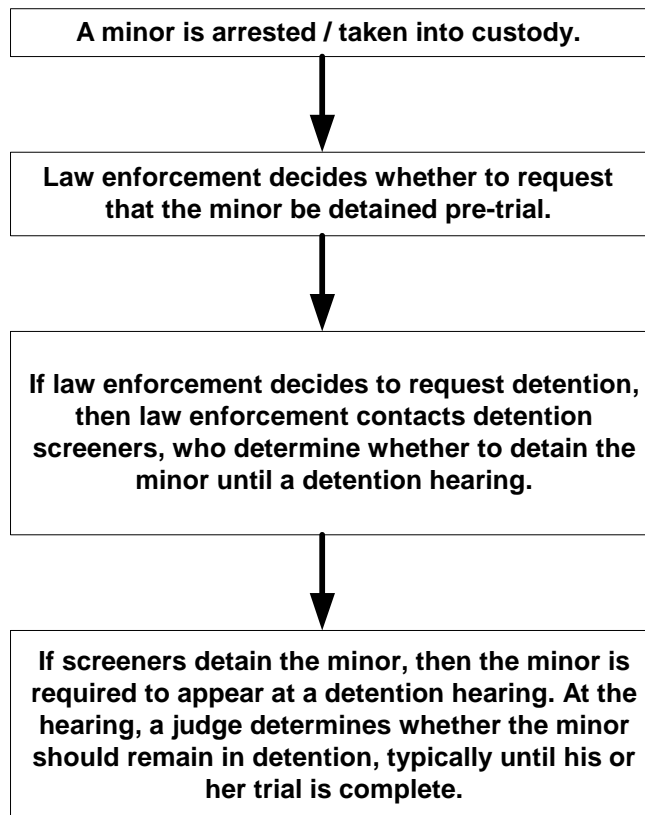 A minor is arrested / taken into custody.
Law enforcement decides whether to request
that the minor be detained pre-trial.
If law enforcement decides to request detention,
then law enforcement contacts detention
screeners, who determine whether to detain the
minor until a detention hearing.
If screeners detain the minor, then the minor is
required to appear at a detention hearing. At the
hearing, a judge determines whether the minor
should remain in detention, typically until his or
her trial is complete.